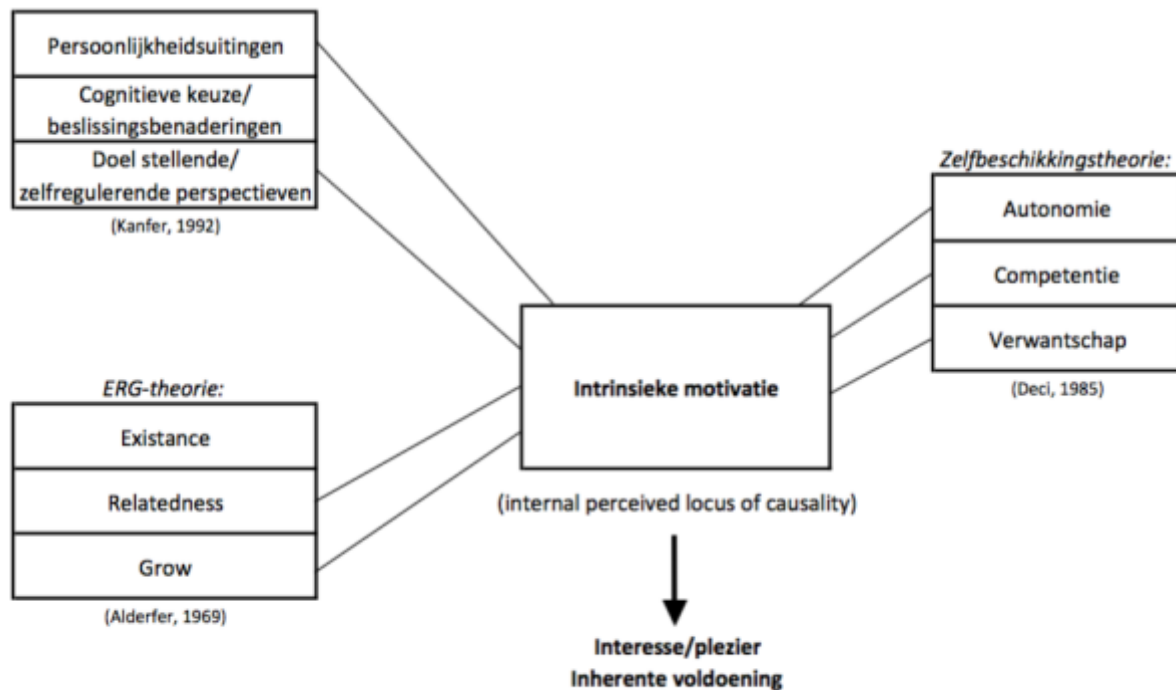 Persoonlijkheidsuitingen
Cognitieve keuze/
beslissingsbenaderingen
Doel stellende/
zelfregulerende perspectieven
(Kanfer, 1992)
ERG-theorie:
Existance
Relatedness
Grow
(Alderfer, 1969)
Intrinsieke motivatie
(internal perceived locus of causality)
Interesse/plezier
Inherente voldoening
Zelfbeschikkingstheorie:
Autonomie
Competentie
Verwantschap
(Deci, 1985)